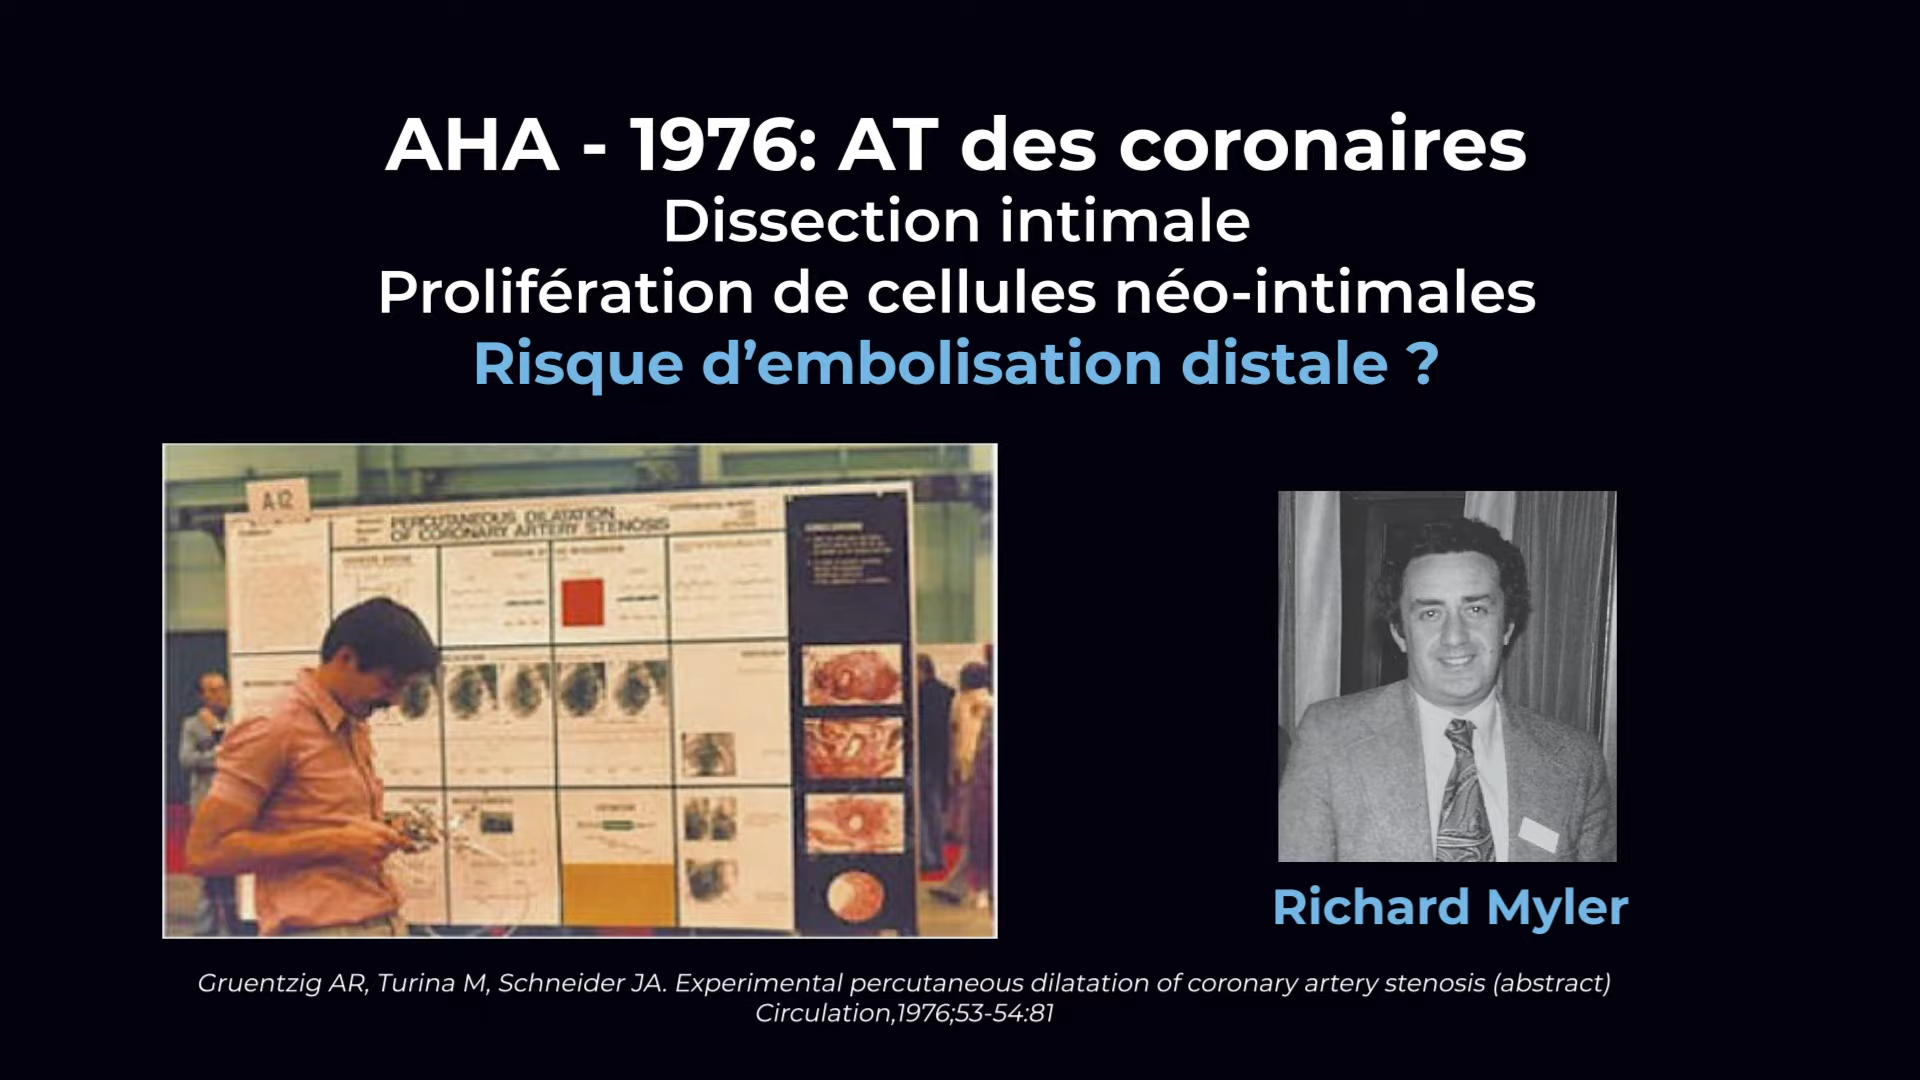 AHA - 1976: AT des coronaires
Dissection intimale
Prolifération de cellules néo-intimales
Risque d’embolisation distale ?
A-12
PERCUTANEOUS DILATATION
OF CORONARY ARTERY STENOSIS
Richard Myler
Gruentzig AR, Turina M, Schneider JA. Experimental percutaneous dilatation of coronary artery stenosis (abstract)
Circulation,1976;53-54:81